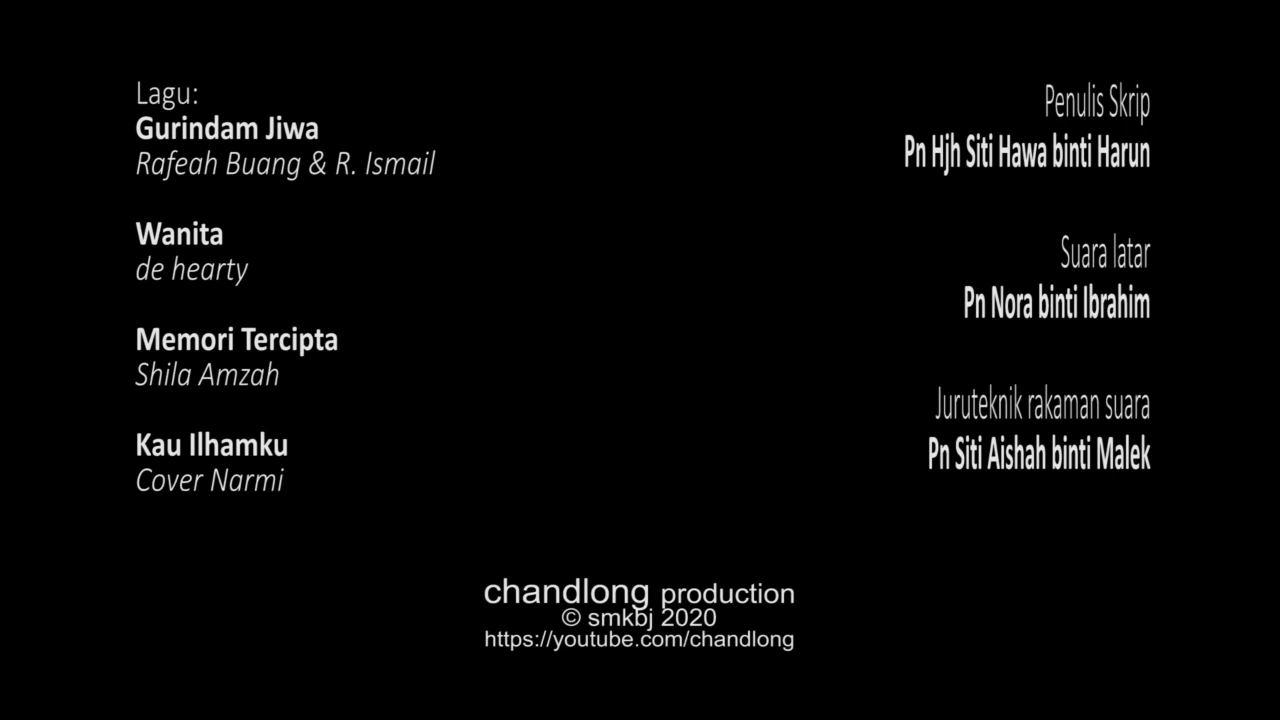 Lagu:
Gurindam Jiwa
Rafeah Buang & R. Ismail
Wanita
de hearty
Memori Tercipta
Shila Amzah
Kau Ilhamku
Cover Narmi
Penulis Skrip
Pn Hjh Siti Hawa binti Harun
Suara latar
Pn Nora binti Ibrahim
Juruteknik rakaman suara
Pn Siti Aishah binti Malek
chandlong production
© smkbj 2020
https://youtube.com/chandlong